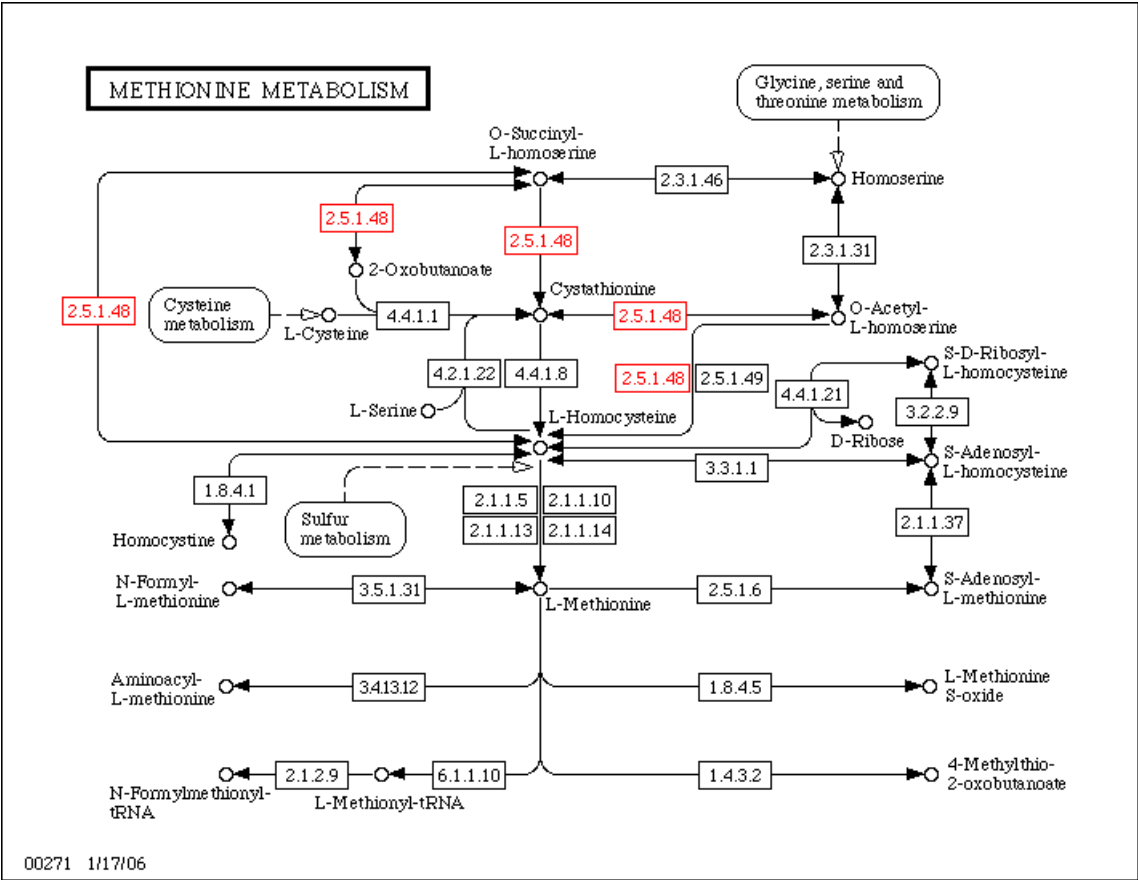 METHIONINE METABOLISM
Glycine, serine and
threonine metabolism
O-Succinyl-
L-homoserine
2.3.1.46
Homoserine
2.5.1.48
2.5.1.48
2.3.1.31
2-Oxobutanoate
Cystathionine
2.5.1.48
Cysteine
metabolism
L-Cysteine
4.4.1.1
2.5.1.48
O-Acetyl-
L-homoserine
4.2.1.22
4.4.1.8
2.5.1.48
2.5.1.49
4.4.1.21
S-D-Ribosyl-
L-homocysteine
L-Serine
L-Homocysteine
3.2.2.9
D-Ribose
S-Adenosyl-
L-homocysteine
3.3.1.1
1.8.4.1
Sulfur
metabolism
2.1.1.5
2.1.1.10
2.1.1.13
2.1.1.14
2.1.1.37
Homocystine
N-Formyl-
L-methionine
3.5.1.31
L-Methionine
2.5.1.6
S-Adenosyl-
L-methionine
Aminoacyl-
L-methionine
3.4.13.12
1.8.4.5
L-Methionine
S-oxide
N-Formylmethionyl-
tRNA
2.1.2.9
L-Methionyl-tRNA
6.1.1.10
1.4.3.2
4-Methylthio-
2-oxobutanoate
00271 1/17/06